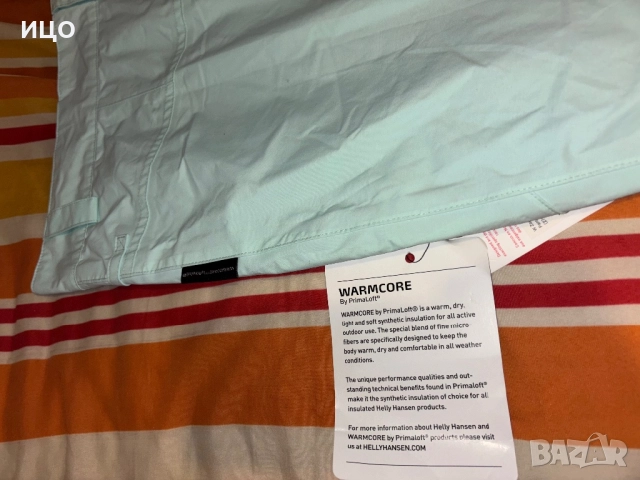 ицо
WARMCORE
By PrimaLoft®
WARMCORE by PrimaLoft® is a warm, dry,
light and soft synthetic insulation for all active
outdoor use. The special blend of fine micro
fibers are specifically designed to keep the
body warm, dry and comfortable in all weather
conditions.
The unique performance qualities and out-
standing technical benefits found in Primaloft®
make it the synthetic insulation of choice for all
insulated Helly Hansen products.
For more information about Helly Hansen and
WARMCORE by Primaloft® products please visit
us at HELLYHANSEN.COM
BAZAR
.bg